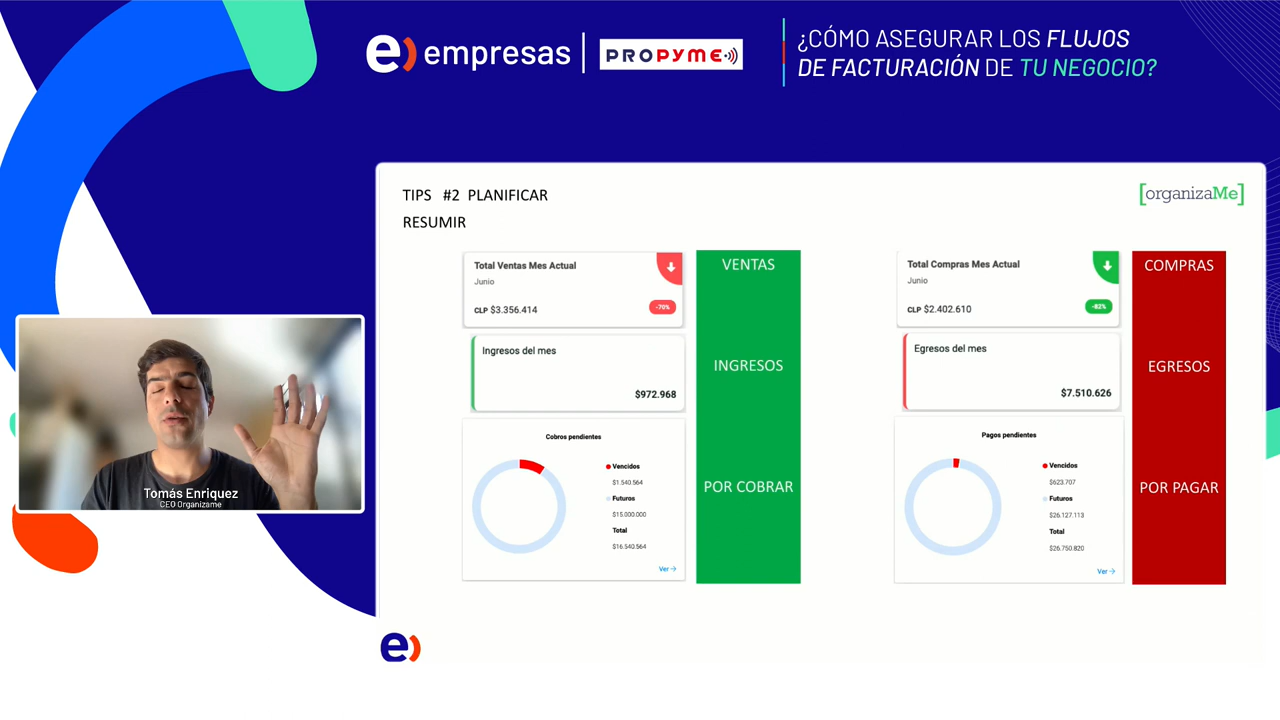 e) empresas
PROPYME
¿CÓMO ASEGURAR LOS FLUJOS
DE FACTURACIÓN DE TU NEGOCIO?
TIPS #2 PLANIFICAR
RESUMIR
[organizaMe]
Total Ventas Mes Actual
Junio
CLP $3.356.414
-70%
VENTAS
Ingresos del mes
$972.968
INGRESOS
Cobros pendientes
Vencidos
$1.540.564
Futuros
$15.000.000
Total
$16.540.564
Ver →
POR COBRAR
Total Compras Mes Actual
Junio
CLP $2.402.610
-82%
COMPRAS
Egresos del mes
$7.510.626
EGRESOS
Pagos pendientes
Vencidos
$623.707
Futuros
$26.127.113
Total
$26.750.820
Ver →
POR PAGAR
Tomás Enriquez
CEO Organizame
e)